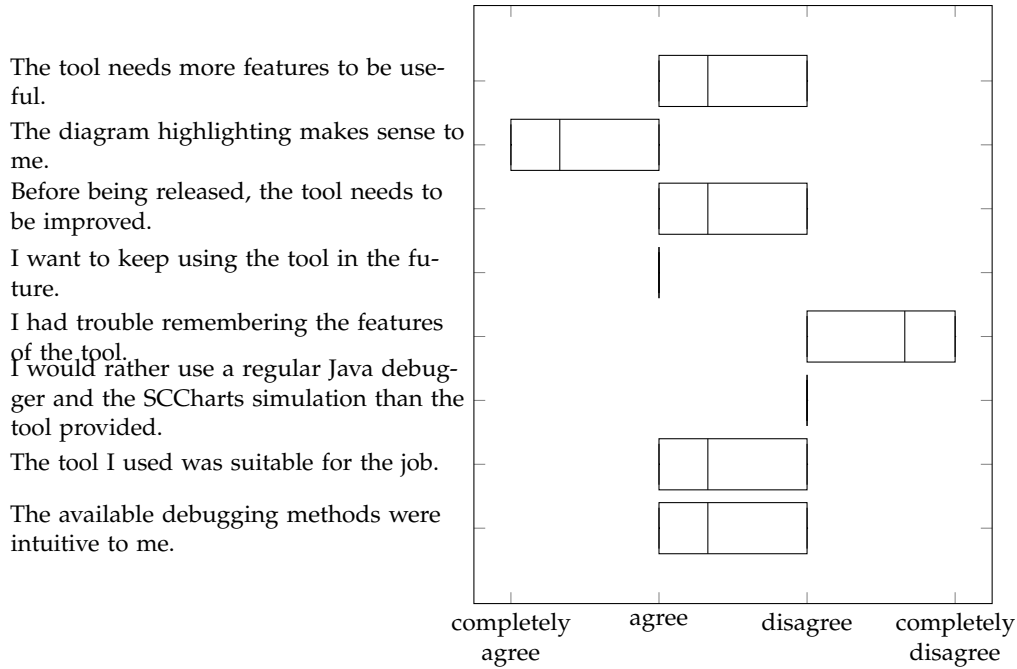 The tool needs more features to be use-
ful.
The diagram highlighting makes sense to
me.
Before being released, the tool needs to
be improved.
I want to keep using the tool in the fu-
ture.
I had trouble remembering the features
of the tool.
I would rather use a regular Java debug-
ger and the SCCharts simulation than the
tool provided.
The tool I used was suitable for the job.
The available debugging methods were
intuitive to me.
completely
agree
agree
disagree
completely
disagree